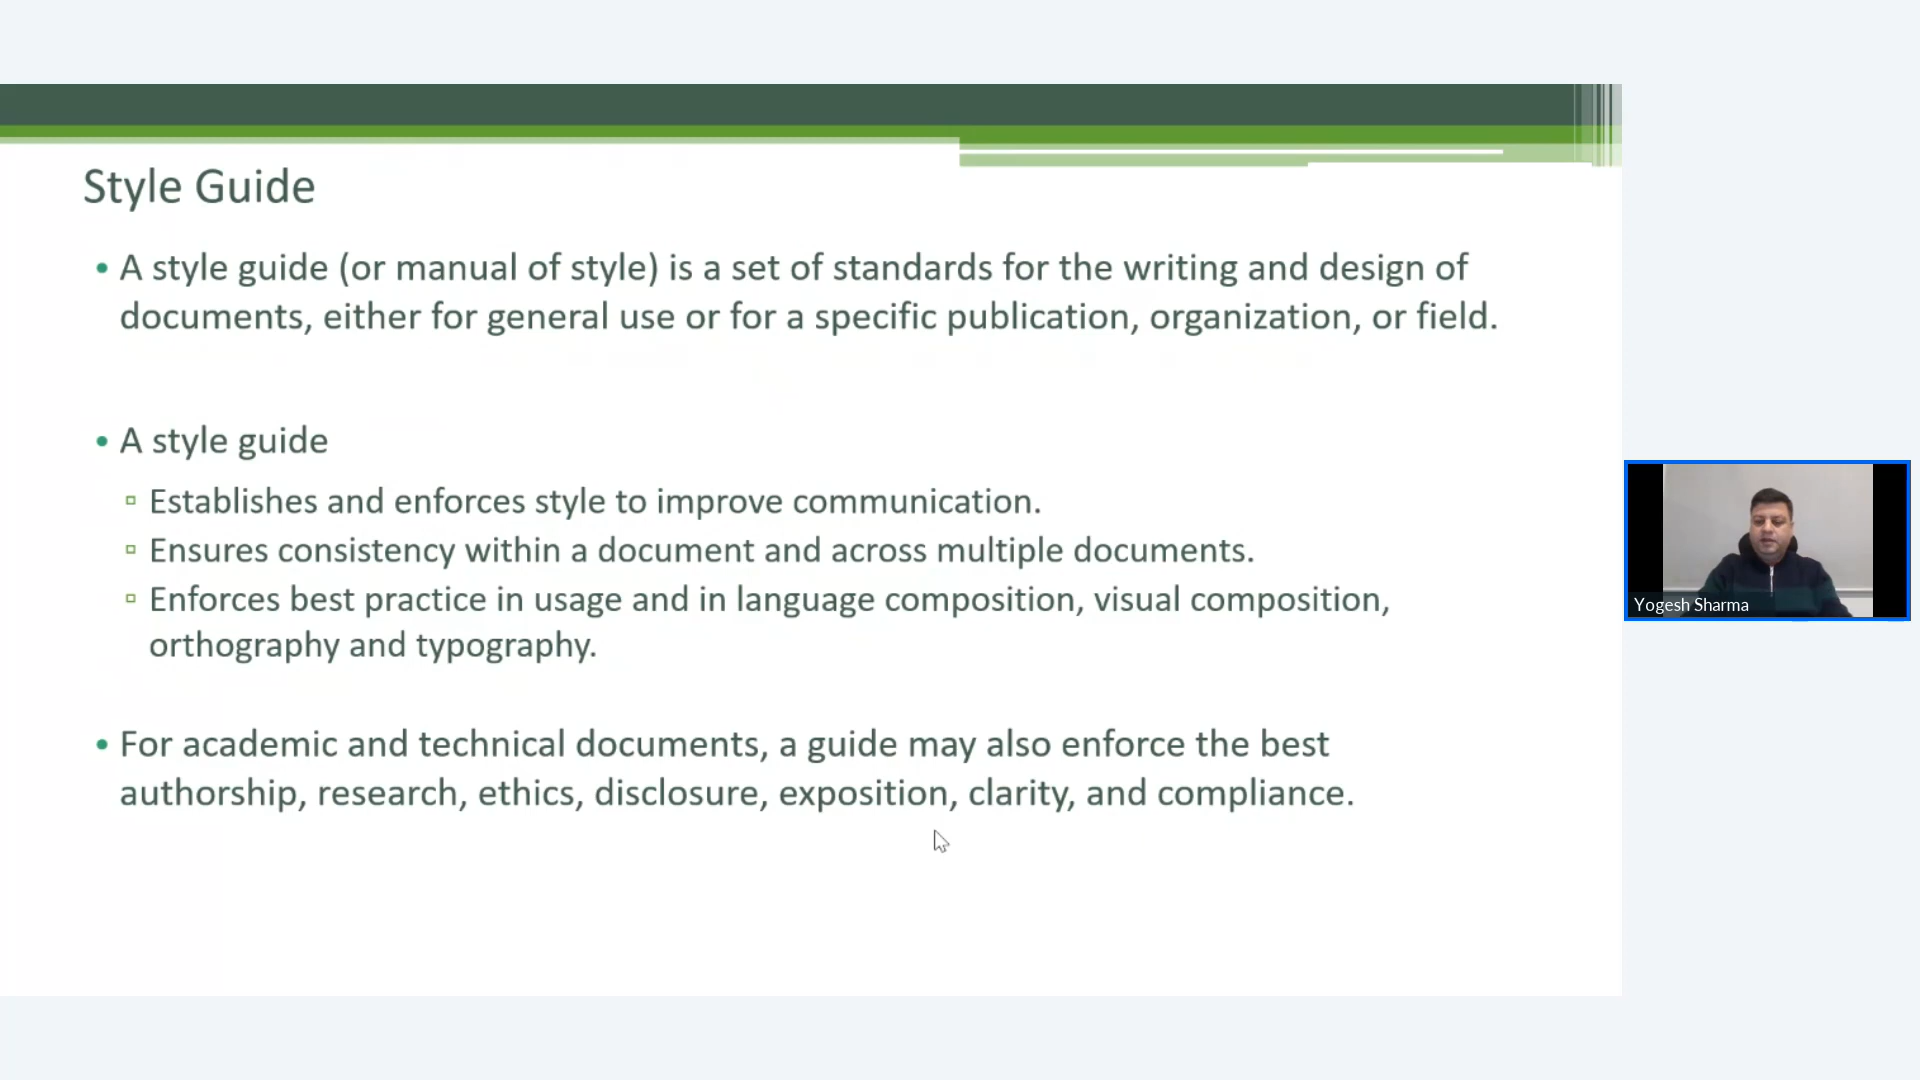 Style Guide
• A style guide (or manual of style) is a set of standards for the writing and design of
documents, either for general use or for a specific publication, organization, or field.
• A style guide
▫ Establishes and enforces style to improve communication.
▫ Ensures consistency within a document and across multiple documents.
▫ Enforces best practice in usage and in language composition, visual composition,
orthography and typography.
• For academic and technical documents, a guide may also enforce the best
authorship, research, ethics, disclosure, exposition, clarity, and compliance.
Yogesh Sharma